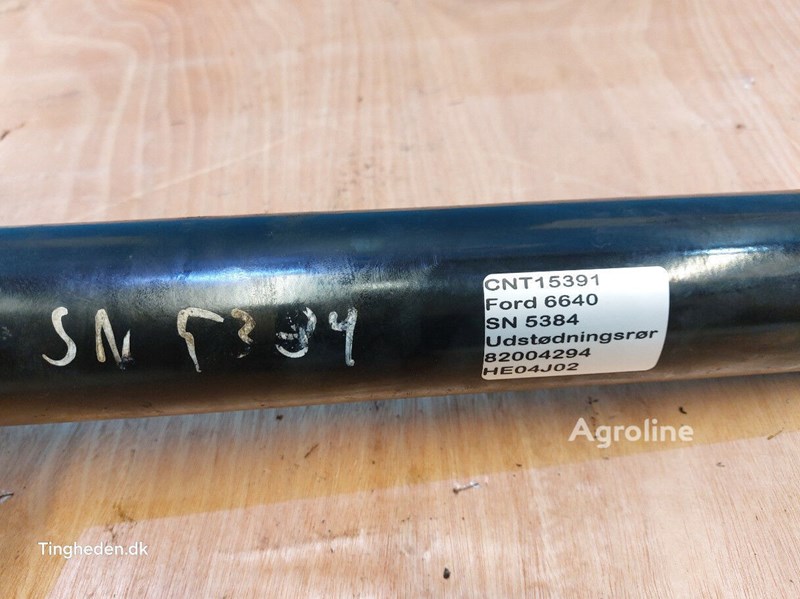 CNT15391
Ford 6640
SN 5384
Udstødningsrør
82004294
HE04J02
SN 5384
Agroline
Tingheden.dk